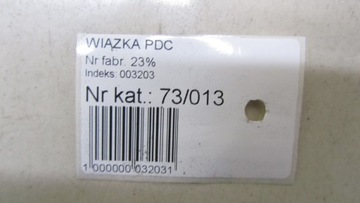 WIĄZKA PDC
Nr fabr. 23%
Indeks: 003203
Nr kat.: 73/013
1 000000 032031